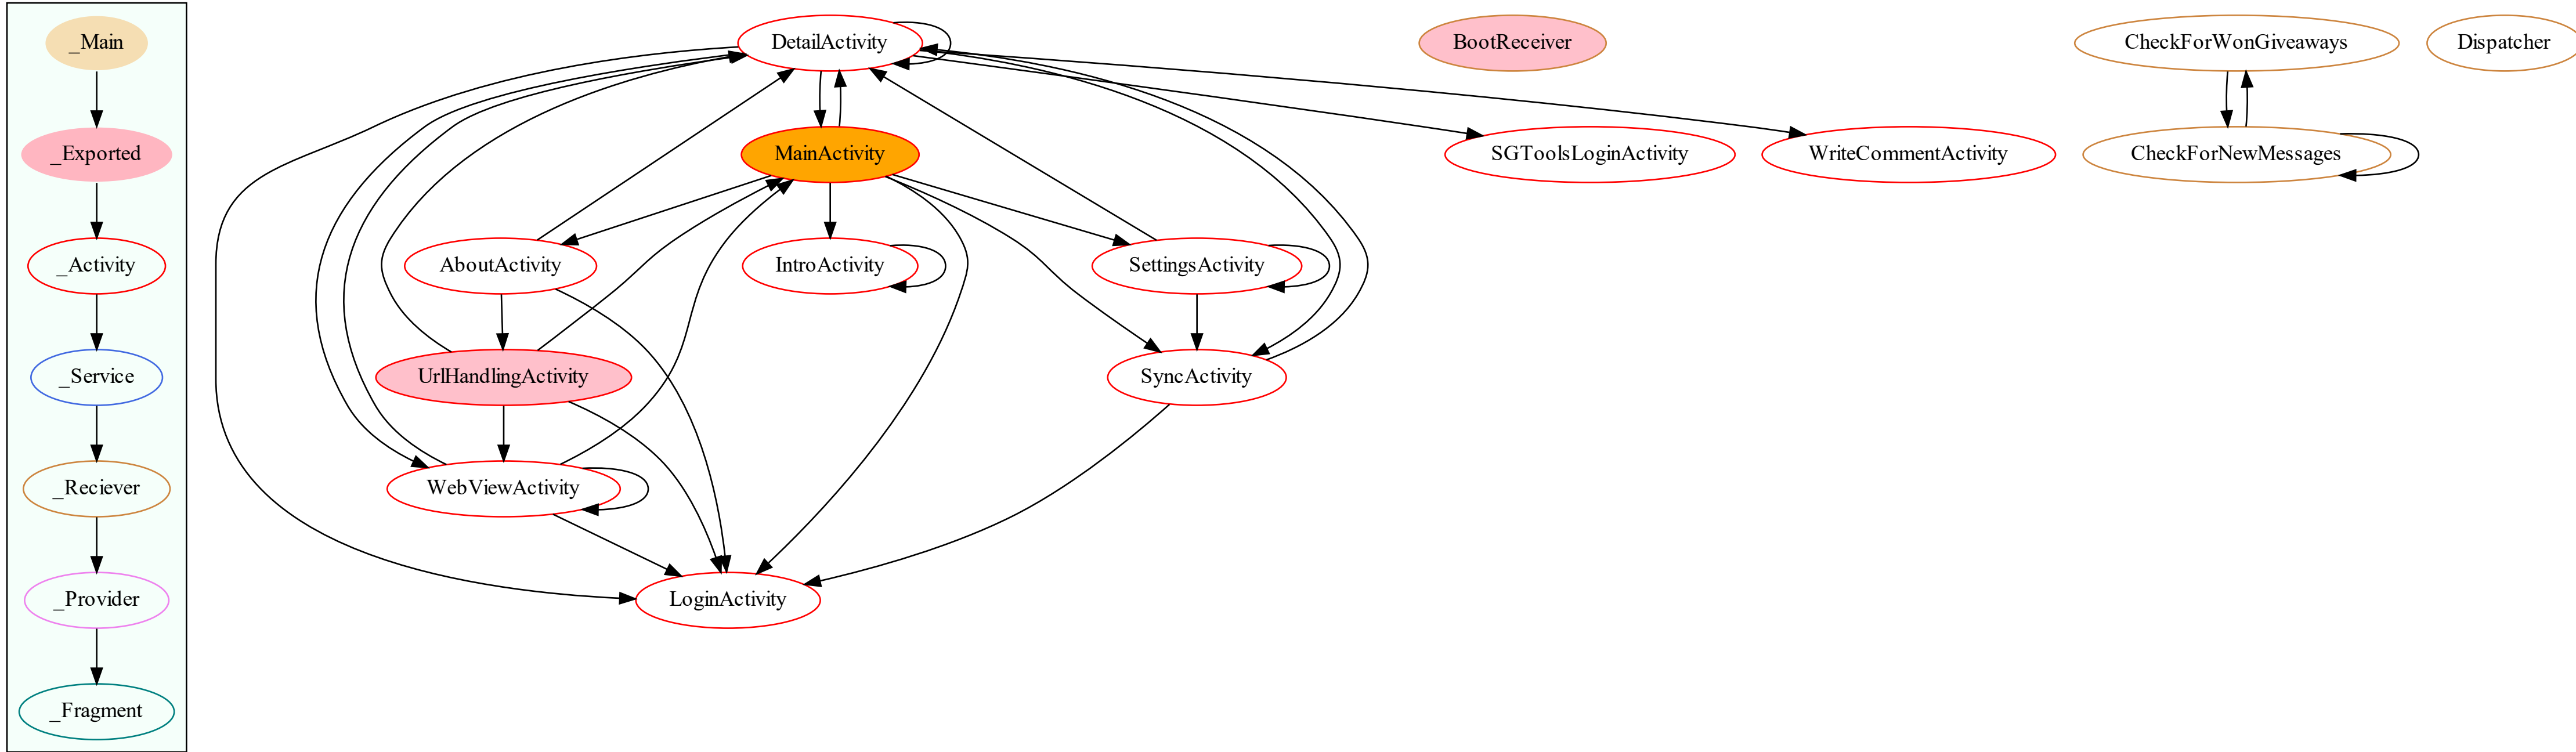 _Main
_Exported
_Activity
_Service
_Reciever
_Provider
_Fragment
DetailActivity
BootReceiver
CheckForWonGiveaways
Dispatcher
MainActivity
SGToolsLoginActivity
WriteCommentActivity
CheckForNewMessages
AboutActivity
IntroActivity
SettingsActivity
UrlHandlingActivity
SyncActivity
WebViewActivity
LoginActivity